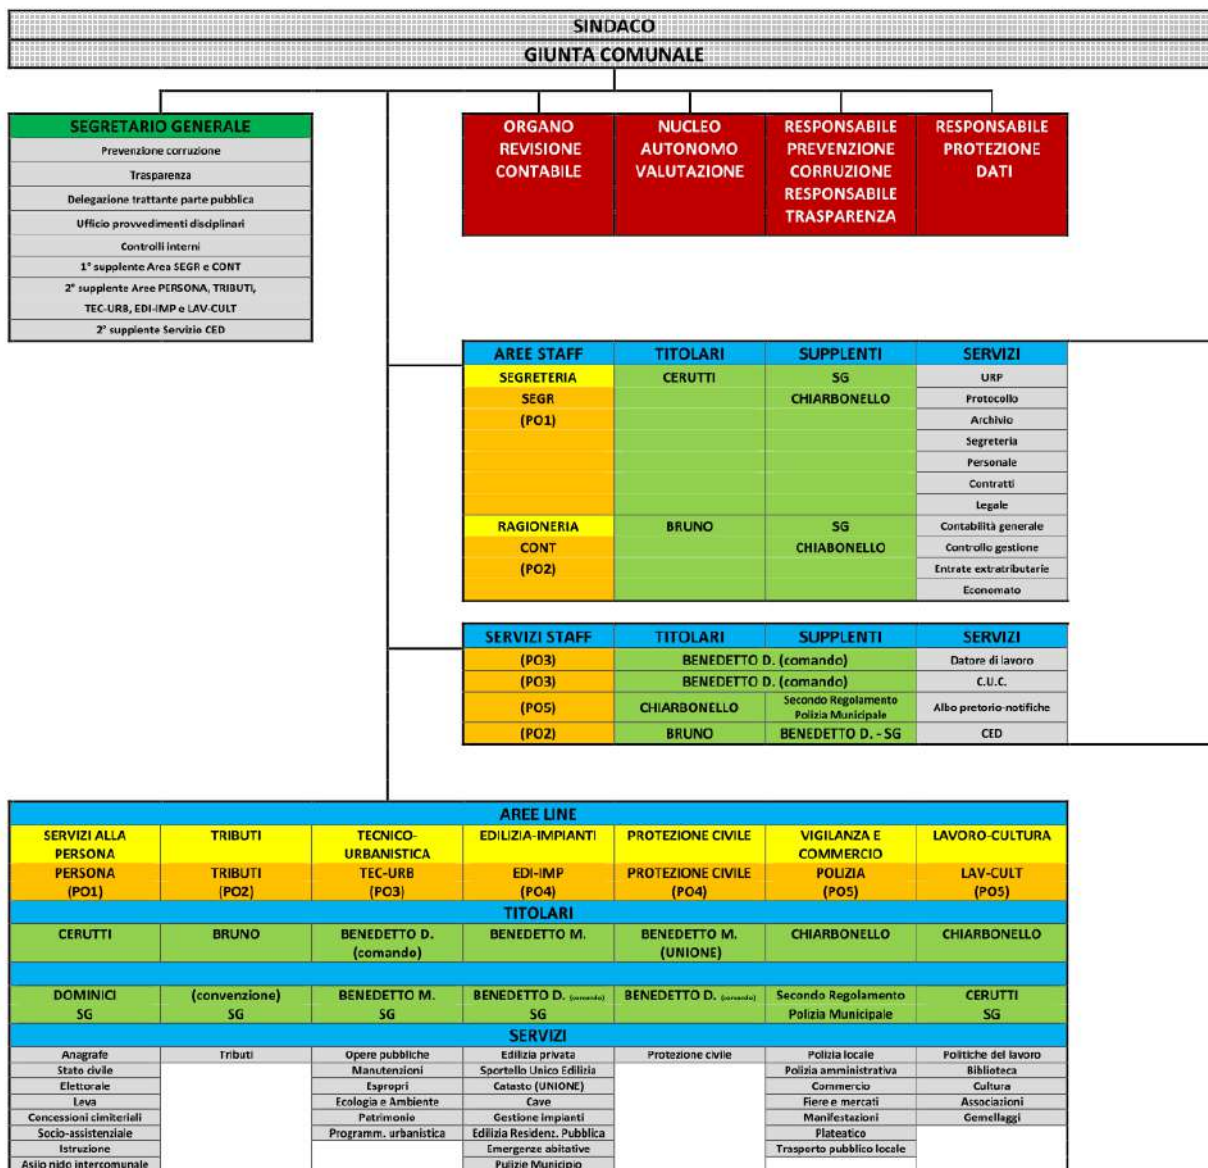 SINDACO
GIUNTA COMUNALE
SEGRETARIO GENERALE
Prevenzione corruzione
Trasparenza
Delegazione trattante parte pubblica
Ufficio provvedimenti disciplinari
Controlli interni
1° supplente Area SEGR e CONT
2° supplente Aree PERSONA, TRIBUTI,
TEC-URB, EDI-IMP e LAV-CULT
2° supplente Servizio CED
ORGANO
REVISIONE
CONTABILE
NUCLEO
AUTONOMO
VALUTAZIONE
RESPONSABILE
PREVENZIONE
CORRUZIONE
RESPONSABILE
TRASPARENZA
RESPONSABILE
PROTEZIONE
DATI
AREE STAFF TITOLARI SUPPLENTI SERVIZI
SEGRETERIA CERUTTI SG URP
SEGR CHIARBONELLO Protocollo
(PO1) Archivio
Segreteria
Personale
Contratti
Legale
RAGIONERIA BRUNO SG Contabilità generale
CONT CHIABONELLO Controllo gestione
(PO2) Entrate extratributarie
Economato
SERVIZI STAFF TITOLARI SUPPLENTI SERVIZI
(PO3) BENEDETTO D. (comando) Datore di lavoro
(PO3) BENEDETTO D. (comando) C.U.C.
(PO5) CHIARBONELLO Secondo Regolamento Polizia Municipale Albo pretorio-notifiche
(PO2) BRUNO BENEDETTO D. - SG CED
AREE LINE
SERVIZI ALLA PERSONA TRIBUTI TECNICO-URBANISTICA EDILIZIA-IMPIANTI PROTEZIONE CIVILE VIGILANZA E COMMERCIO LAVORO-CULTURA
PERSONA TRIBUTI TEC-URB EDI-IMP PROTEZIONE CIVILE POLIZIA LAV-CULT
(PO1) (PO2) (PO3) (PO4) (PO4) (PO5) (PO5)
TITOLARI
CERUTTI BRUNO BENEDETTO D. BENEDETTO M. BENEDETTO M. CHIARBONELLO CHIARBONELLO
(comando) (UNIONE)
DOMINICI (convenzione) BENEDETTO M. BENEDETTO D. (comando) BENEDETTO D. (comando) Secondo Regolamento CERUTTI
SG SG SG SG Polizia Municipale SG
SERVIZI
Anagrafe Tributi Opere pubbliche Edilizia privata Protezione civile Polizia locale Politiche del lavoro
Stato civile Manutenzioni Sportello Unico Edilizia Polizia amministrativa Biblioteca
Elettorale Espropri Catasto (UNIONE) Commercio Cultura
Leva Ecologia e Ambiente Cave Fiere e mercati Associazioni
Concessioni cimiteriali Patrimonio Gestione impianti Manifestazioni Gemellaggi
Socio-assistenziale Programm. urbanistica Edilizia Residenz. Pubblica Plateatico
Istruzione Emergenze abitative Trasporto pubblico locale
Asilo nido intercomunale Pulizie Municipio